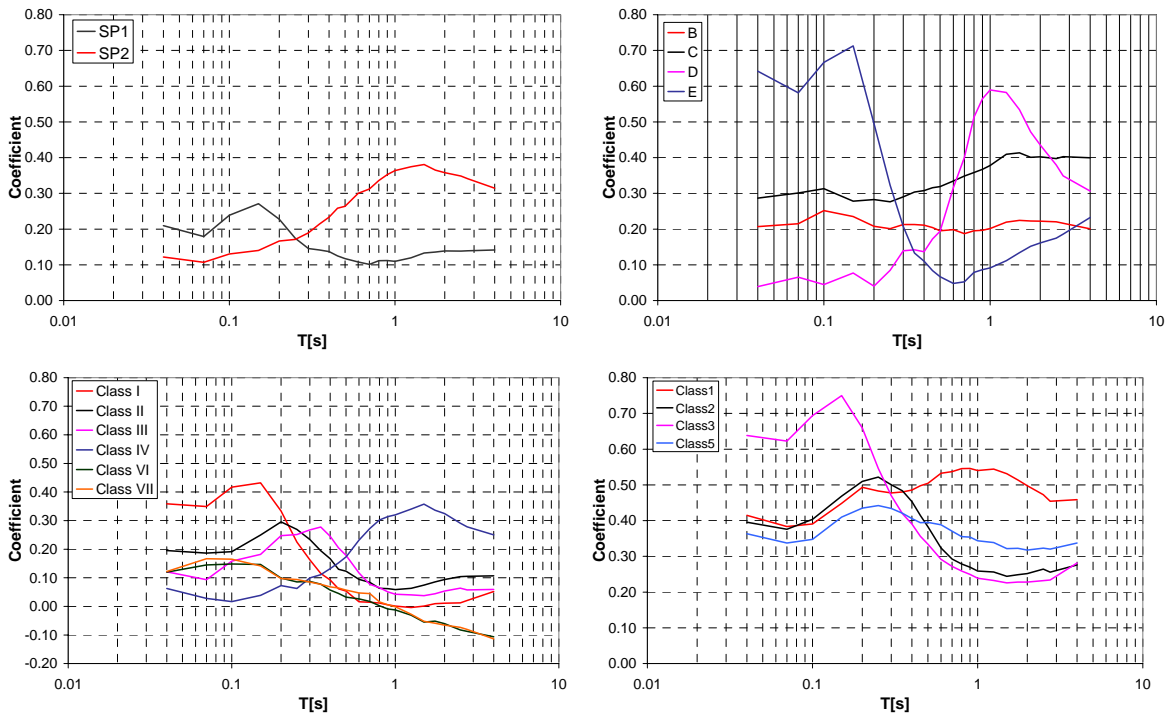 0.80
0.70
0.60
0.50
0.40
0.30
0.20
0.10
0.00
Coefficient
SP1
SP2
0.01
0.1
1
10
T[s]
0.80
0.70
0.60
0.50
0.40
0.30
0.20
0.10
0.00
Coefficient
B
C
D
E
0.01
0.1
1
10
T[s]
0.80
0.70
0.60
0.50
0.40
0.30
0.20
0.10
0.00
-0.10
-0.20
Coefficient
Class I
Class II
Class III
Class IV
Class VI
Class VII
0.01
0.1
1
10
T[s]
0.80
0.70
0.60
0.50
0.40
0.30
0.20
0.10
0.00
Coefficient
Class1
Class2
Class3
Class5
0.01
0.1
1
10
T[s]